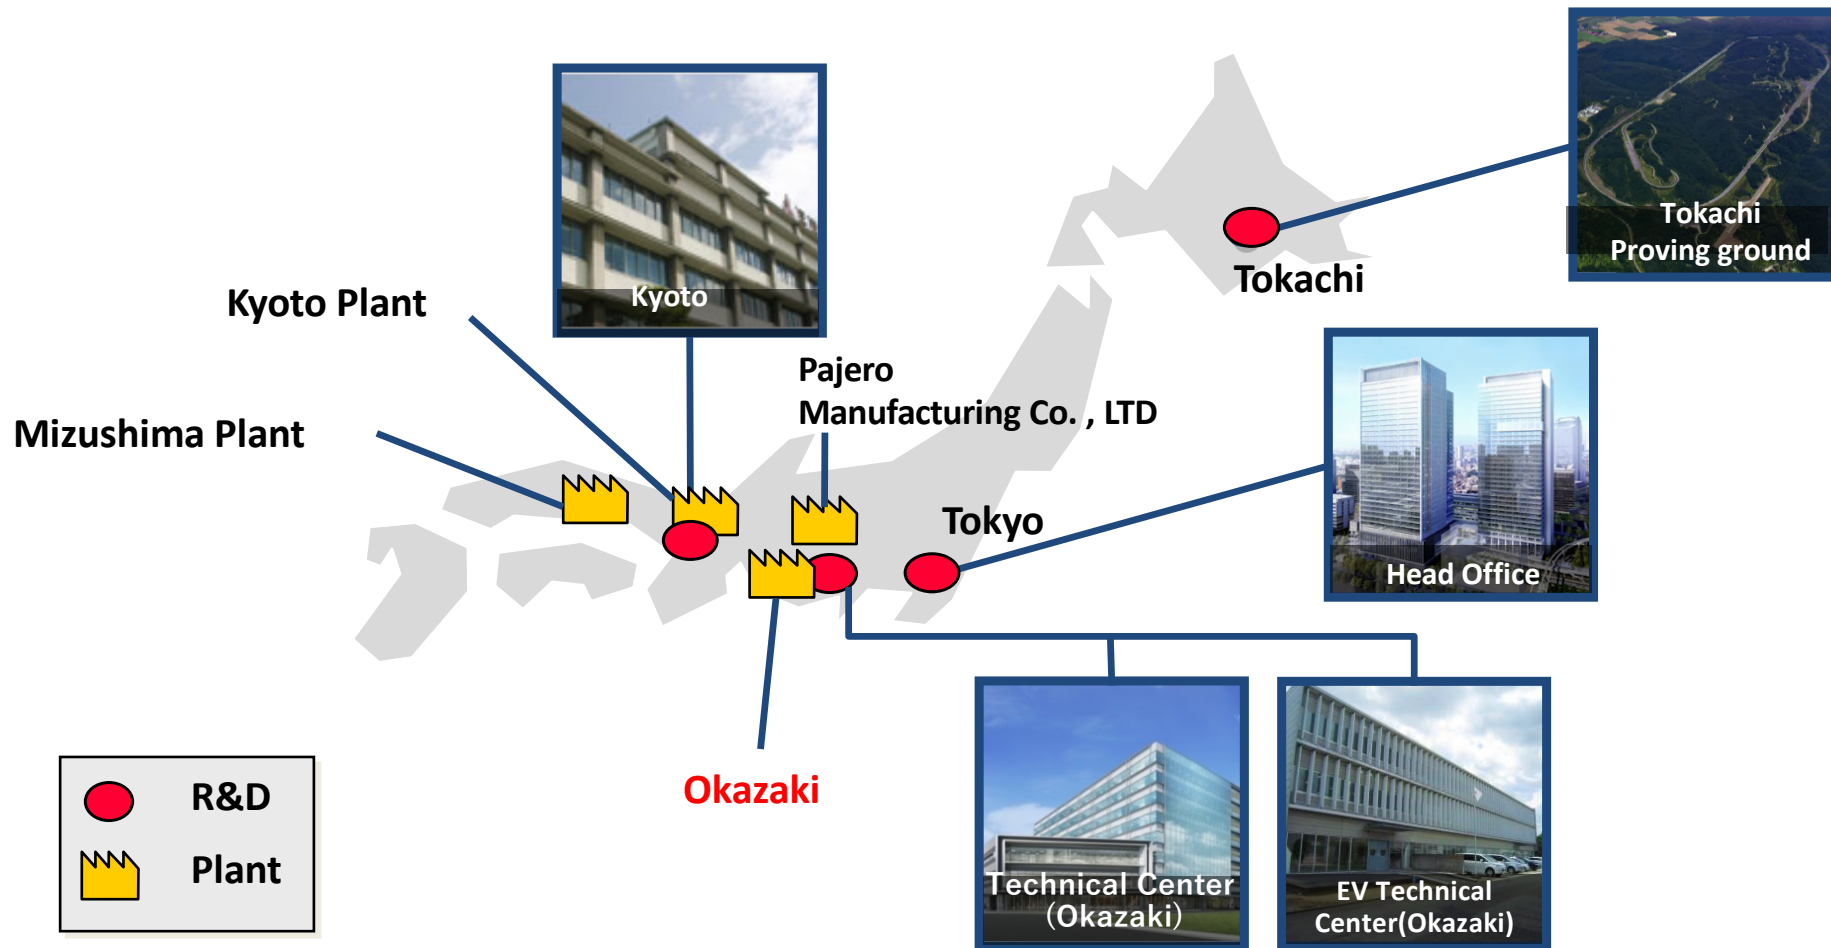 Kyoto
Tokachi
Proving ground
Tokachi
Kyoto Plant
Pajero
Manufacturing Co. , LTD
Mizushima Plant
Tokyo
Head Office
Okazaki
Technical Center
(Okazaki)
EV Technical
Center(Okazaki)
R&D
Plant